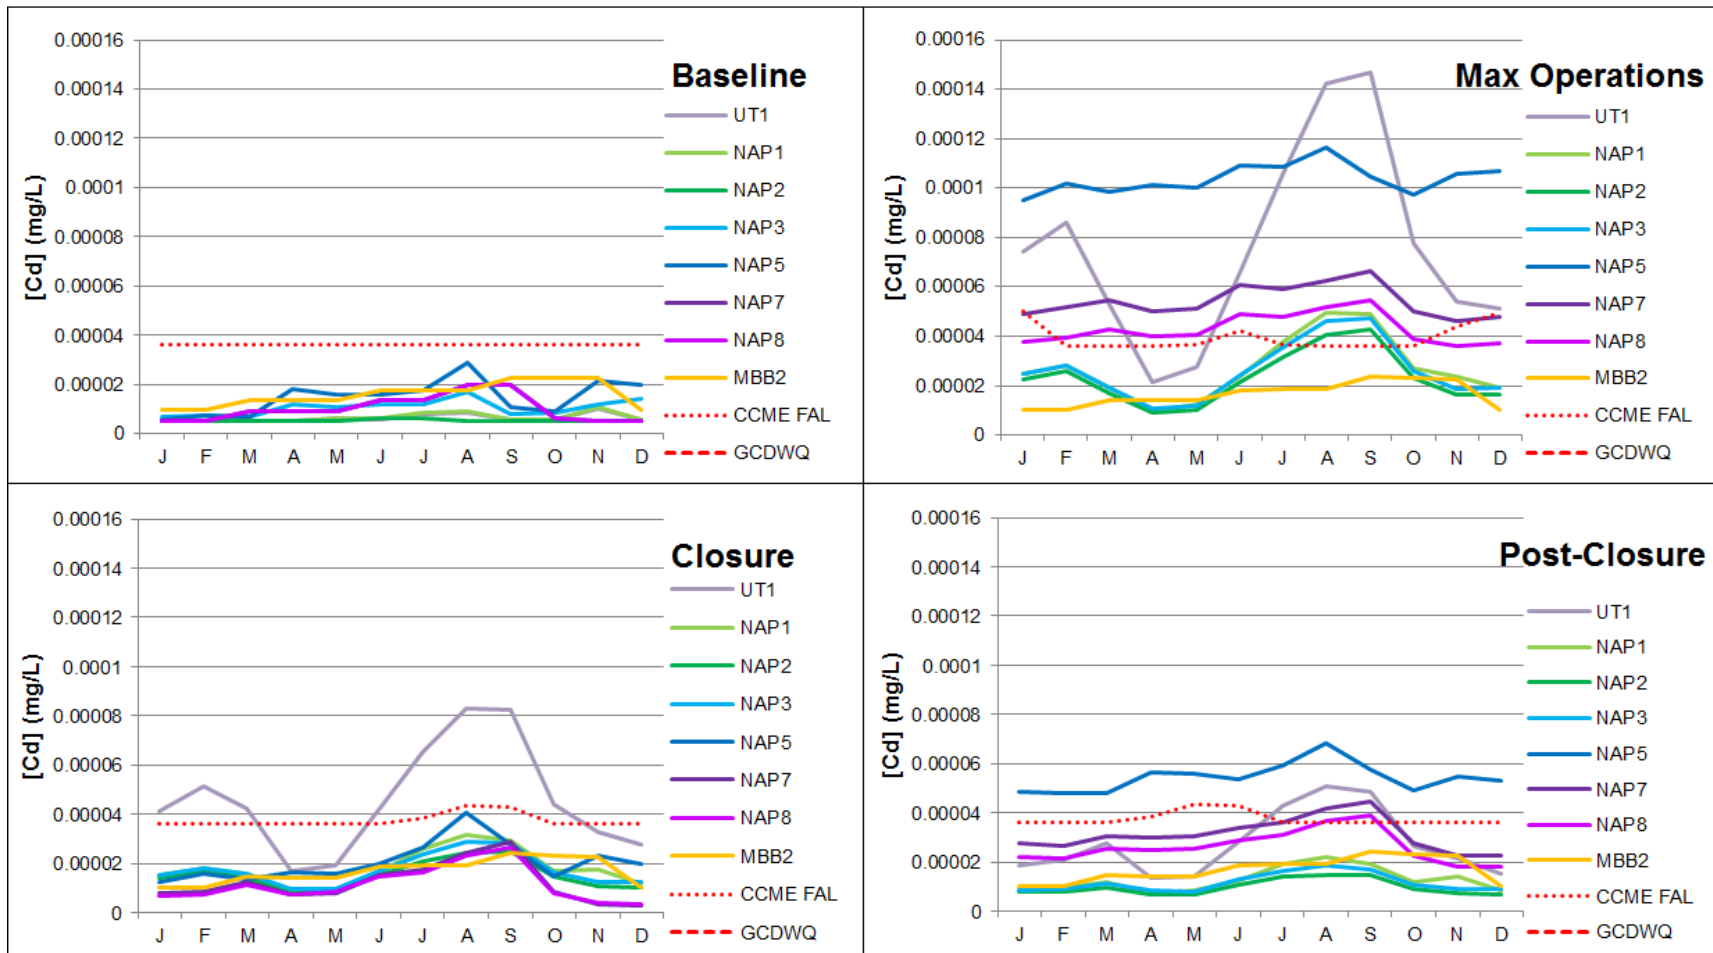 Baseline
[Cd] (mg/L)
0.00016
0.00014
0.00012
0.0001
0.00008
0.00006
0.00004
0.00002
0
J F M A M J J A S O N D
UT1
NAP1
NAP2
NAP3
NAP5
NAP7
NAP8
MBB2
CCME FAL
GCDWQ
Max Operations
[Cd] (mg/L)
0.00016
0.00014
0.00012
0.0001
0.00008
0.00006
0.00004
0.00002
0
J F M A M J J A S O N D
UT1
NAP1
NAP2
NAP3
NAP5
NAP7
NAP8
MBB2
CCME FAL
GCDWQ
Closure
[Cd] (mg/L)
0.00016
0.00014
0.00012
0.0001
0.00008
0.00006
0.00004
0.00002
0
J F M A M J J A S O N D
UT1
NAP1
NAP2
NAP3
NAP5
NAP7
NAP8
MBB2
CCME FAL
GCDWQ
Post-Closure
[Cd] (mg/L)
0.00016
0.00014
0.00012
0.0001
0.00008
0.00006
0.00004
0.00002
0
J F M A M J J A S O N D
UT1
NAP1
NAP2
NAP3
NAP5
NAP7
NAP8
MBB2
CCME FAL
GCDWQ